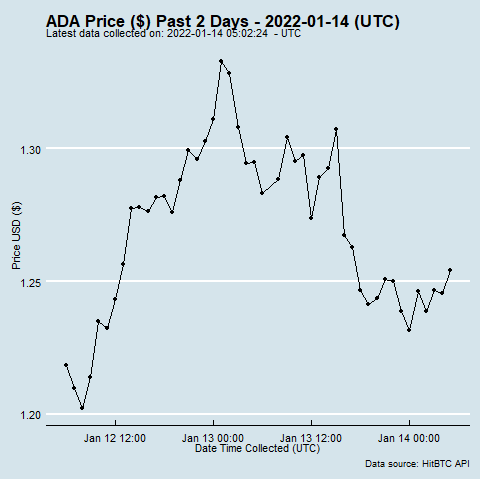 ADA Price ($) Past 2 Days - 2022-01-14 (UTC)
Latest data collected on: 2022-01-14 05:02:24 - UTC
1.30
1.25
1.20
Price USD ($)
Jan 12 12:00 Jan 13 00:00 Jan 13 12:00 Jan 14 00:00
Date Time Collected (UTC)
Data source: HitBTC API